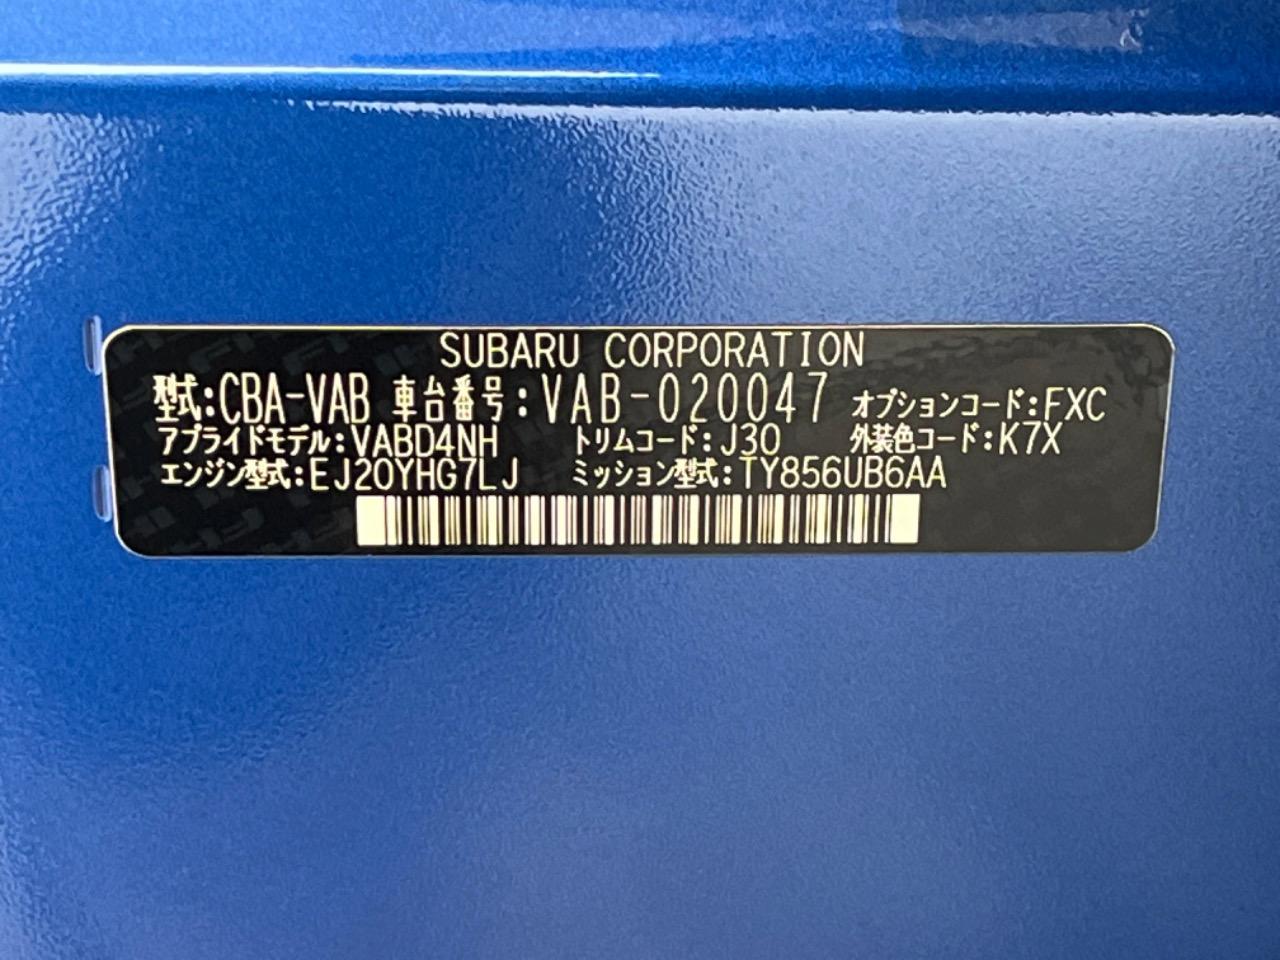 SUBARU CORPORATION
型式:CBA-VAB 車台番号:VAB-020047 オプションコード:FXC
アプライドモデル:VABD4NH トリムコード:J30 外装色コード:K7X
エンジン型式:EJ20YHG7LJ ミッション型式:TY856UB6AA